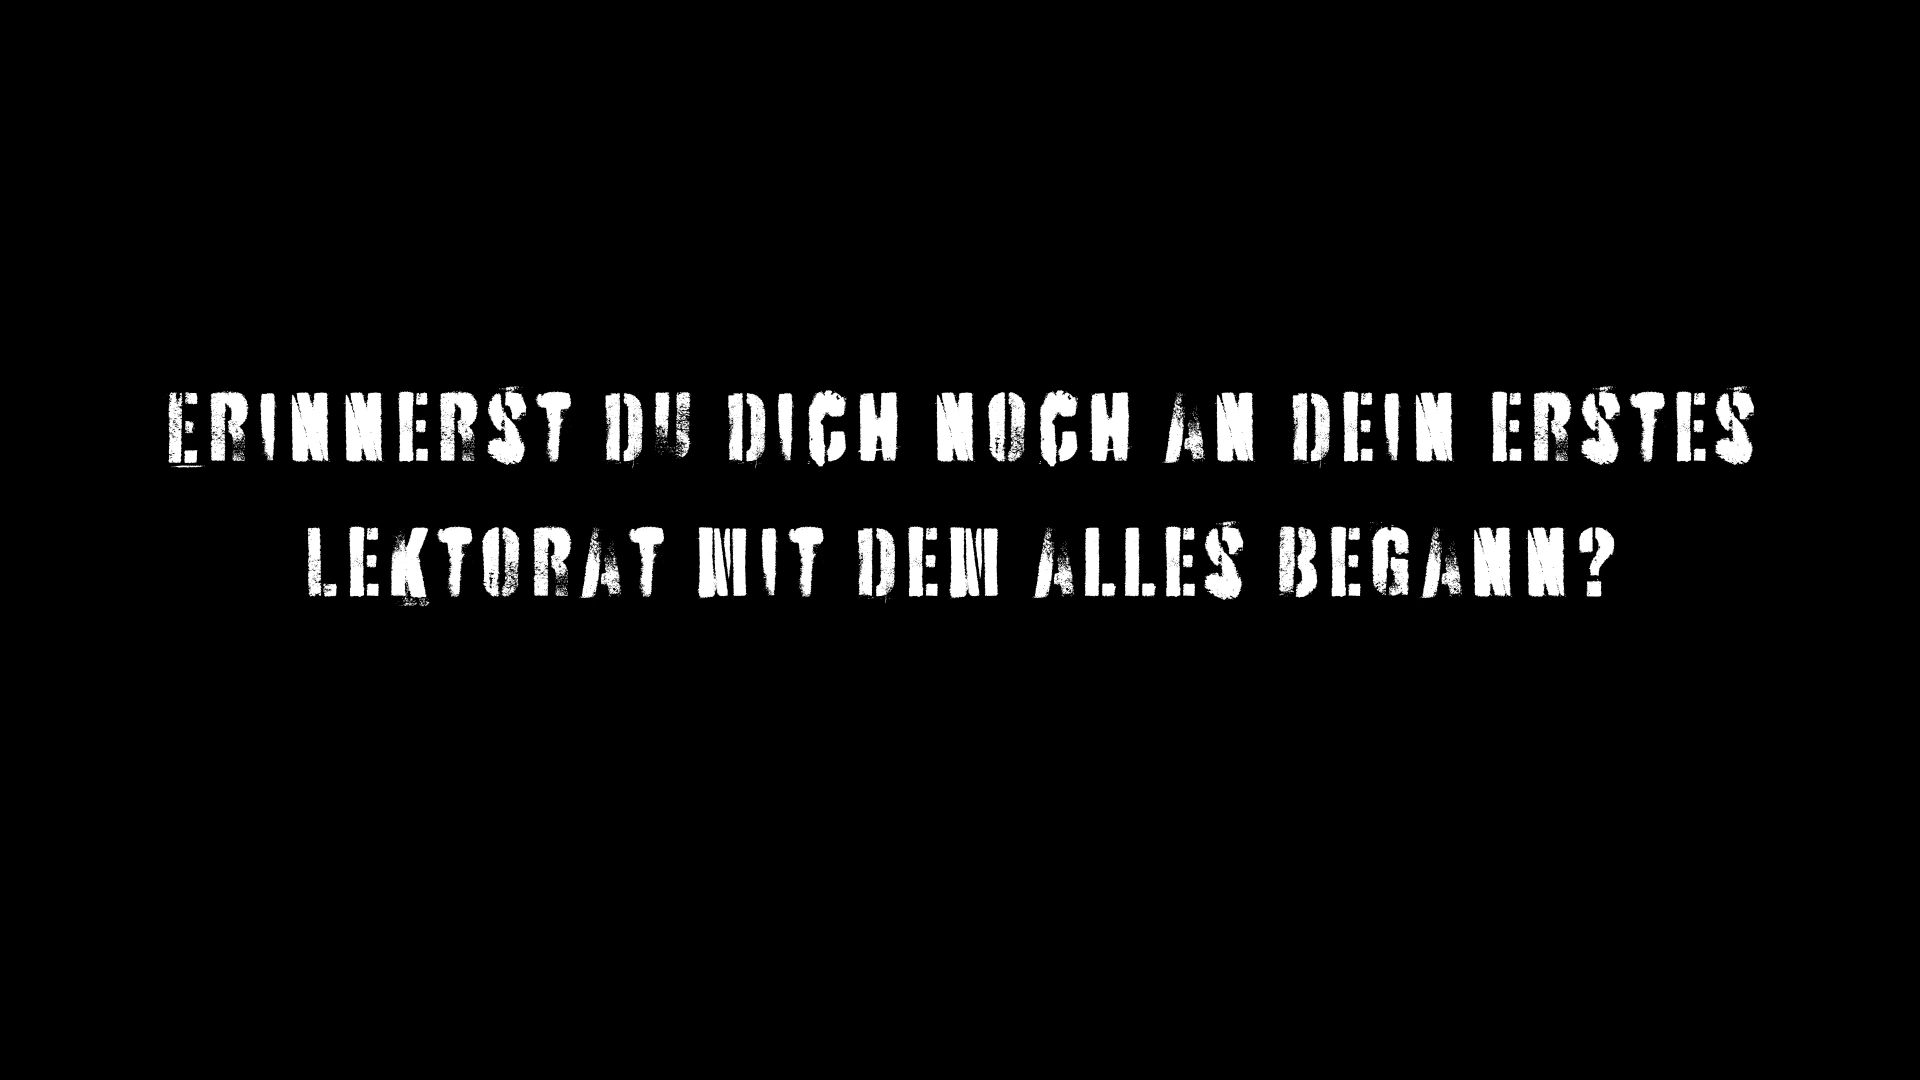 ERINNERST DU DICH NOCH AN DEIN ERSTES
LEKTORAT MIT DEM ALLES BEGANN?